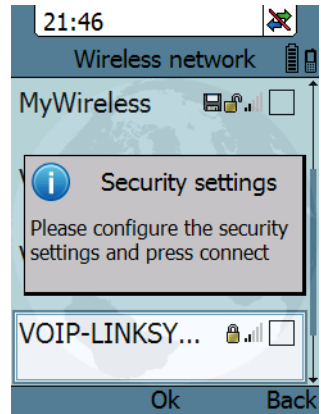 21:46
Wireless network
MyWireless
Security settings
Please configure the security
settings and press connect
VOIP-LINKSY...
Ok
Back